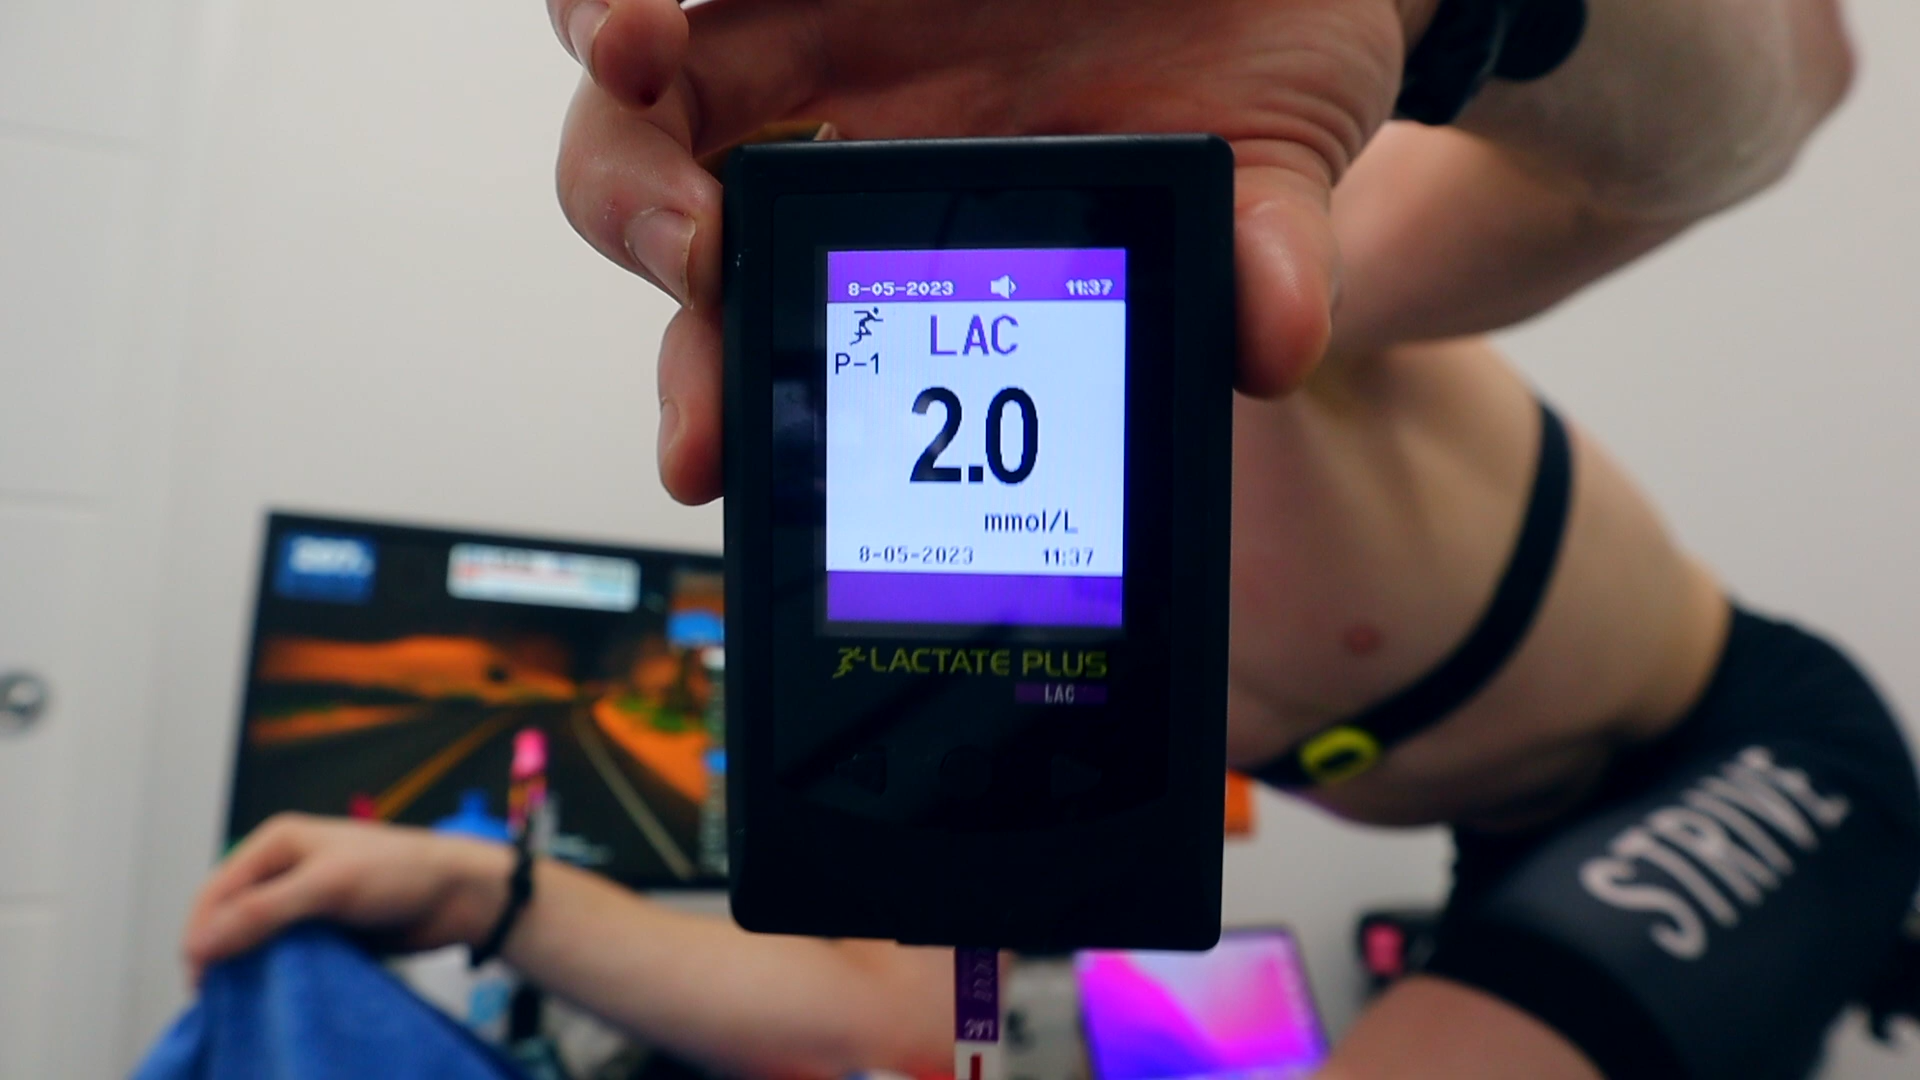 8-05-2023 11:37
LAC
P-1
2.0
mmol/L
8-05-2023 11:37
LACTATE PLUS
LAC
STRIVE
LAC